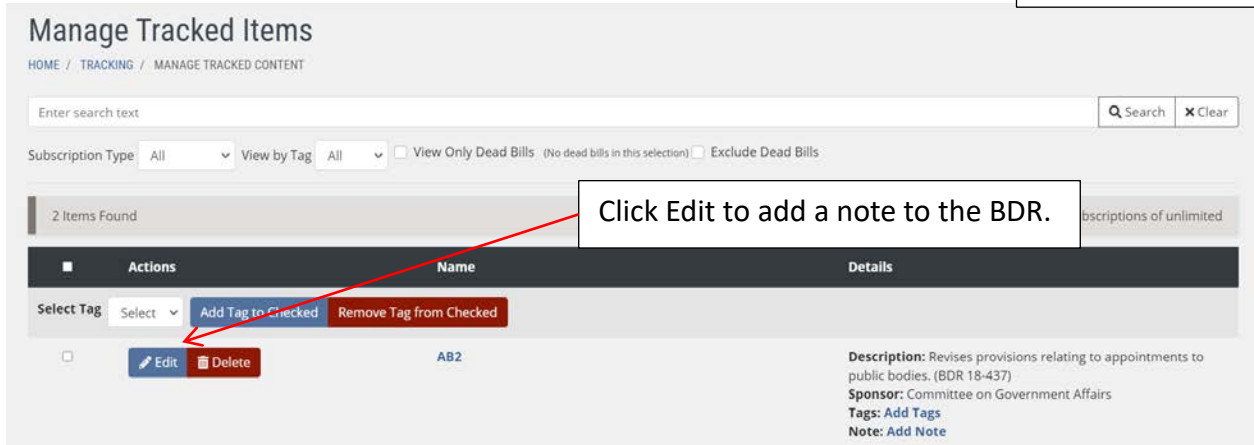 Manage Tracked Items
HOME / TRACKING / MANAGE TRACKED CONTENT
Enter search text
Search
Clear
Subscription Type All View by Tag All View Only Dead Bills (No dead bills in this selection) Exclude Dead Bills
2 Items Found
Click Edit to add a note to the BDR.
bscriptions of unlimited
Actions Name Details
Select Tag Select Add Tag to Checked Remove Tag from Checked
Edit Delete AB2
Description: Revises provisions relating to appointments to
public bodies. (BDR 18-437)
Sponsor: Committee on Government Affairs
Tags: Add Tags
Note: Add Note